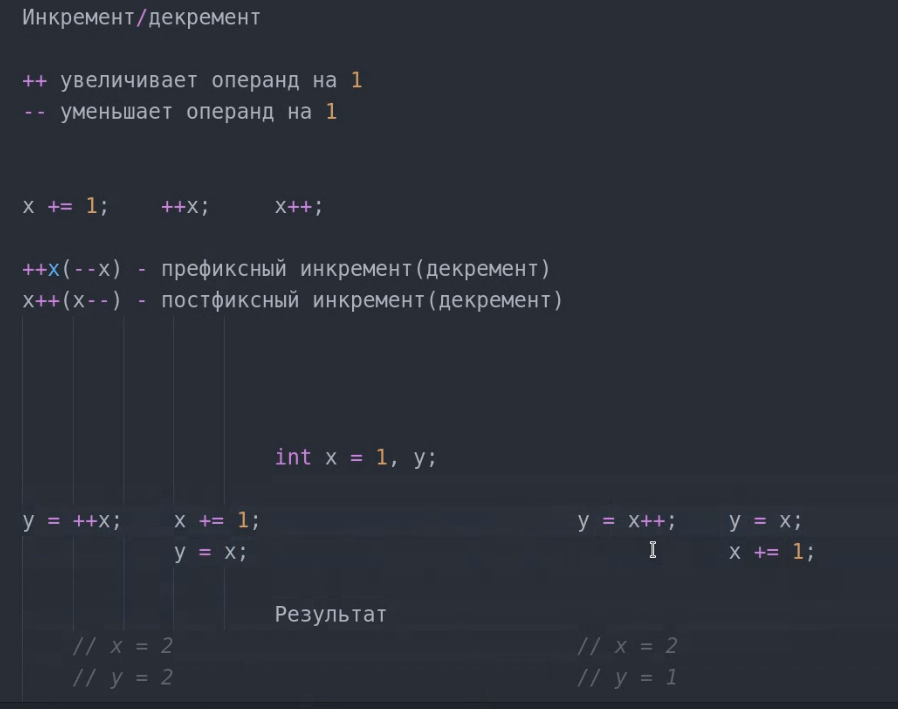 Инкремент/декремент
++ увеличивает операнд на 1
-- уменьшает операнд на 1
x += 1;    ++x;     x++;
++x(--x) - префиксный инкремент(декремент)
x++(x--) - постфиксный инкремент(декремент)
int x = 1, y;
y = ++x;    x += 1;                         y = x++;    y = x;
y = x;                                      x += 1;
Результат
// x = 2                                // x = 2
// y = 2                                // y = 1